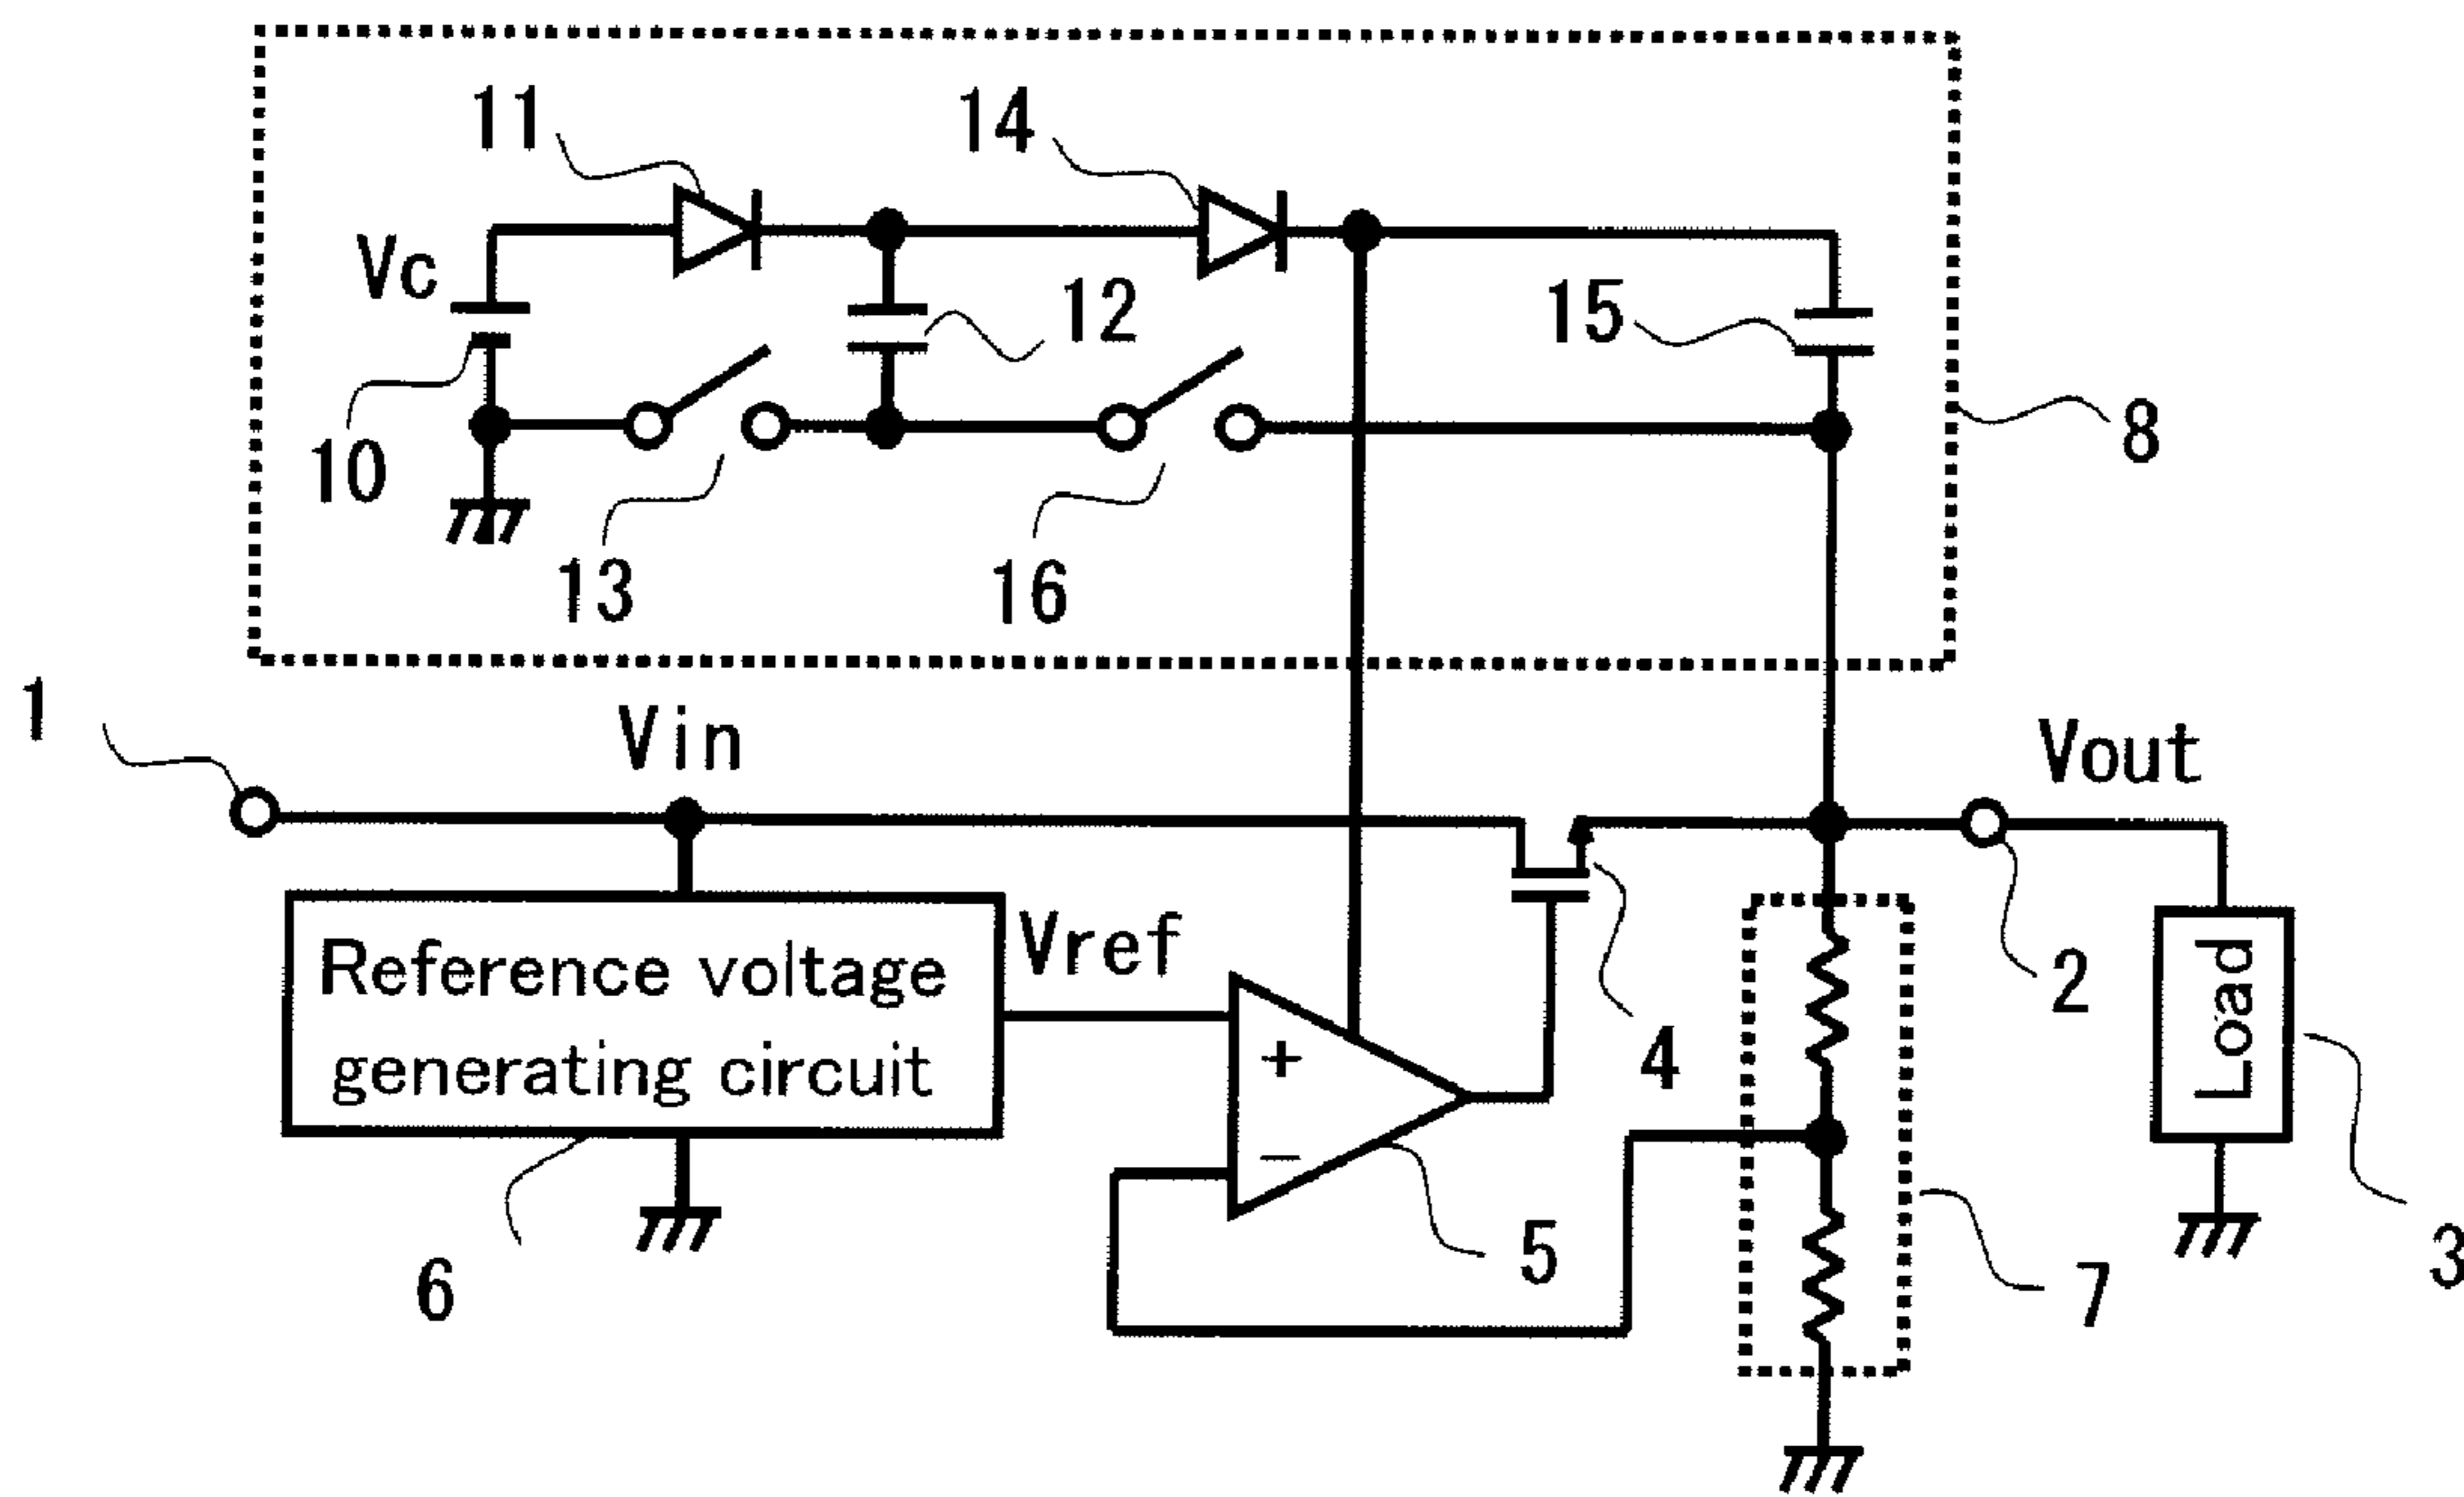 11
14
Vc
12
15
10
8
13
16
1
Vin
Vout
Reference voltage
generating circuit
Vref
+
−
4
2
Load
5
6
7
3